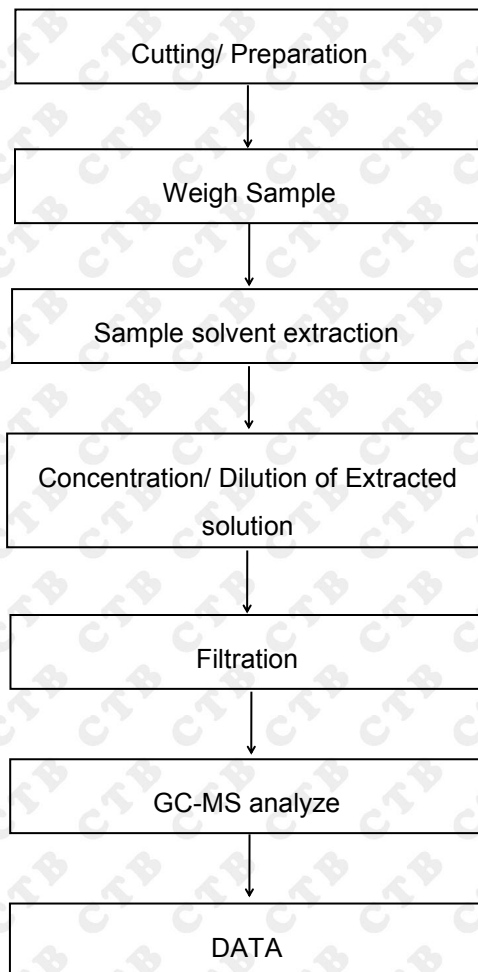 Cutting/ Preparation
Weigh Sample
Sample solvent extraction
Concentration/ Dilution of Extracted
solution
Filtration
GC-MS analyze
DATA